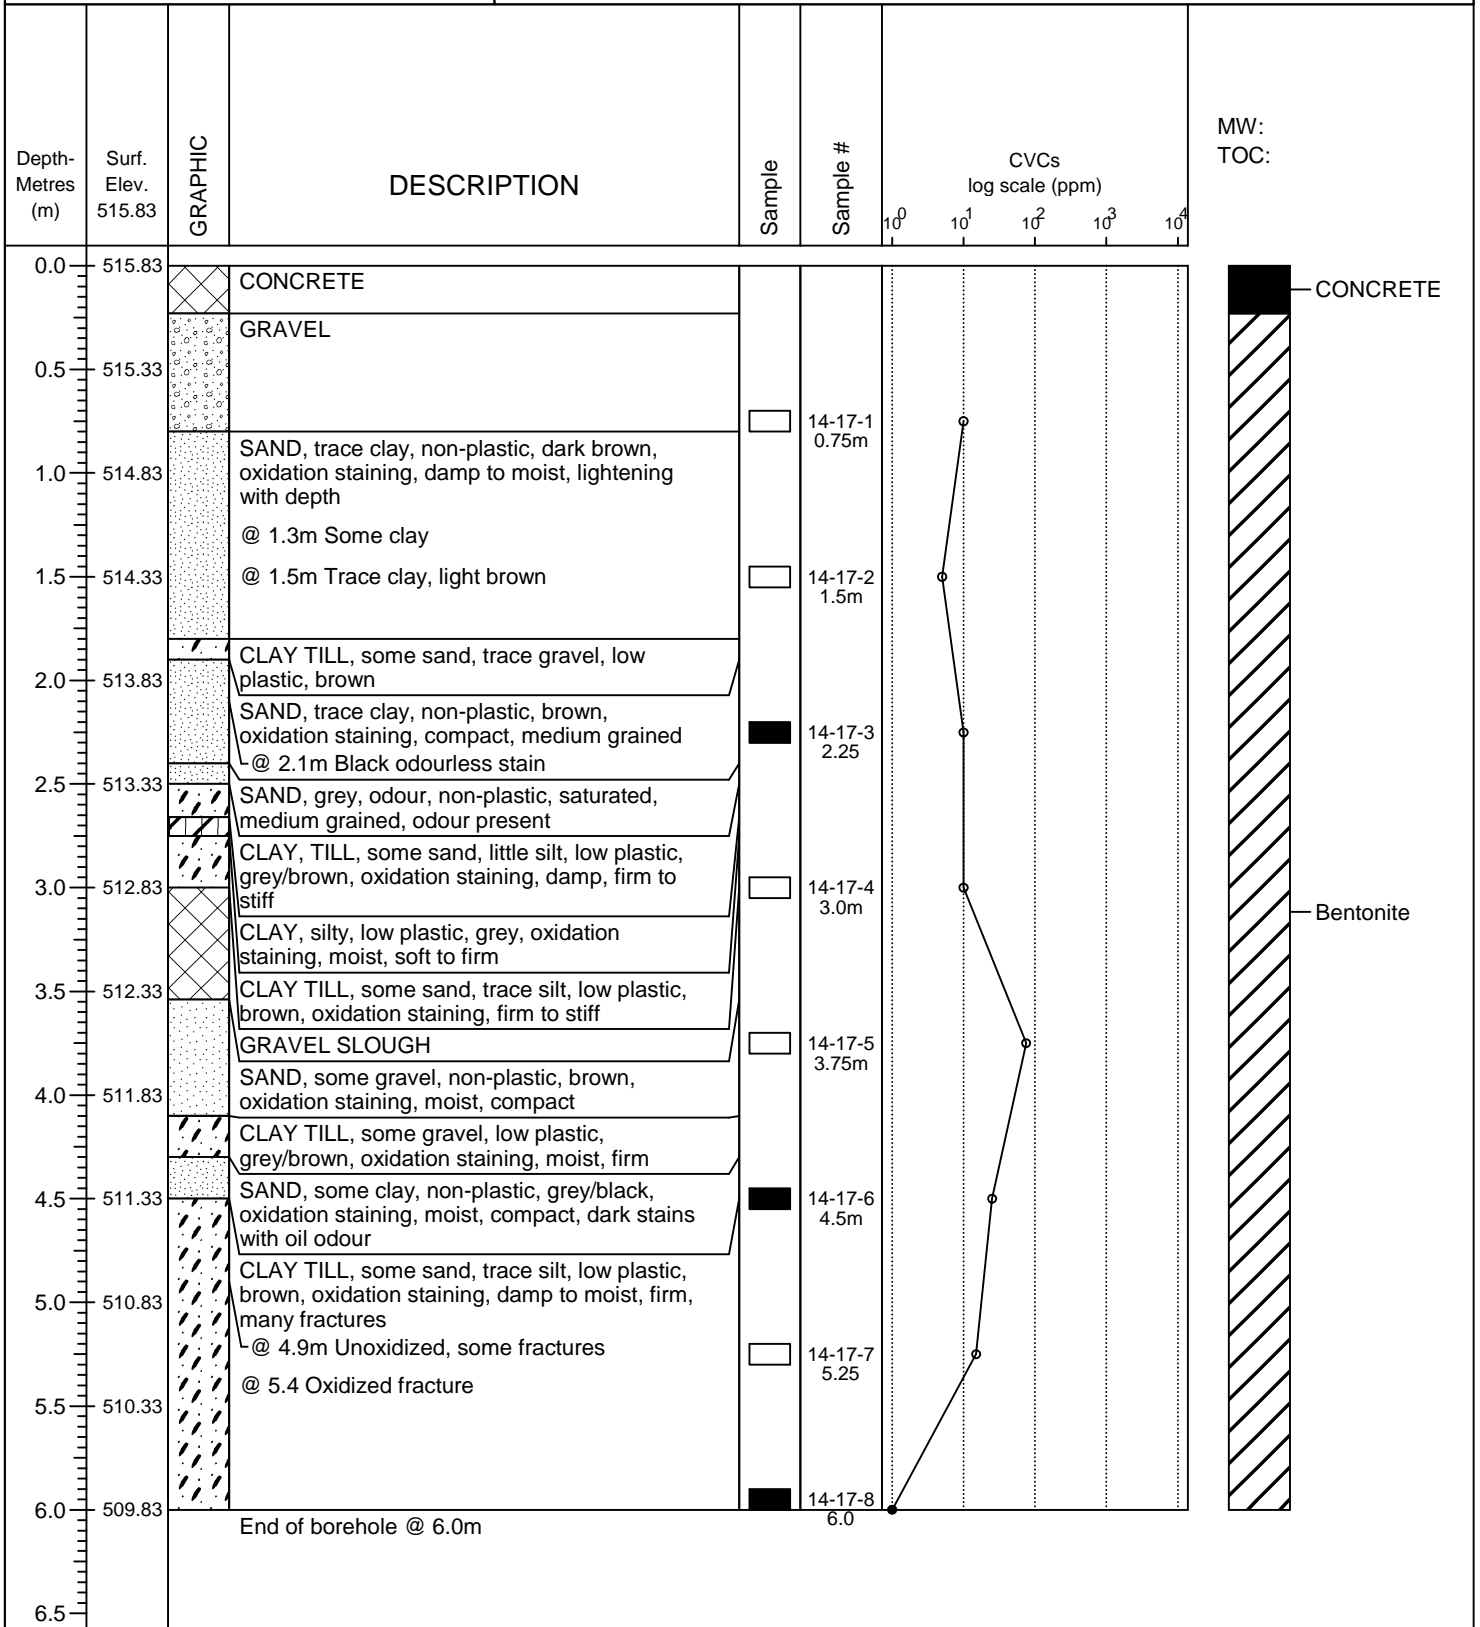 Depth-
Metres
(m)
Surf.
Elev.
515.83
GRAPHIC
DESCRIPTION
Sample
Sample #
CVCs
log scale (ppm)
10^0 10^1 10^2 10^3 10^4
MW:
TOC:
0.0 515.83
0.5 515.33
1.0 514.83
1.5 514.33
2.0 513.83
2.5 513.33
3.0 512.83
3.5 512.33
4.0 511.83
4.5 511.33
5.0 510.83
5.5 510.33
6.0 509.83
6.5
CONCRETE
GRAVEL
SAND, trace clay, non-plastic, dark brown,
oxidation staining, damp to moist, lightening
with depth
@ 1.3m Some clay
@ 1.5m Trace clay, light brown
CLAY TILL, some sand, trace gravel, low
plastic, brown
SAND, trace clay, non-plastic, brown,
oxidation staining, compact, medium grained
@ 2.1m Black odourless stain
SAND, grey, odour, non-plastic, saturated,
medium grained, odour present
CLAY, TILL, some sand, little silt, low plastic,
grey/brown, oxidation staining, damp, firm to
stiff
CLAY, silty, low plastic, grey, oxidation
staining, moist, soft to firm
CLAY TILL, some sand, trace silt, low plastic,
brown, oxidation staining, firm to stiff
GRAVEL SLOUGH
SAND, some gravel, non-plastic, brown,
oxidation staining, moist, compact
CLAY TILL, some gravel, low plastic,
grey/brown, oxidation staining, moist, firm
SAND, some clay, non-plastic, grey/black,
oxidation staining, moist, compact, dark stains
with oil odour
CLAY TILL, some sand, trace silt, low plastic,
brown, oxidation staining, damp to moist, firm,
many fractures
@ 4.9m Unoxidized, some fractures
@ 5.4 Oxidized fracture
End of borehole @ 6.0m
14-17-1
0.75m
14-17-2
1.5m
14-17-3
2.25
14-17-4
3.0m
14-17-5
3.75m
14-17-6
4.5m
14-17-7
5.25
14-17-8
6.0
CONCRETE
Bentonite